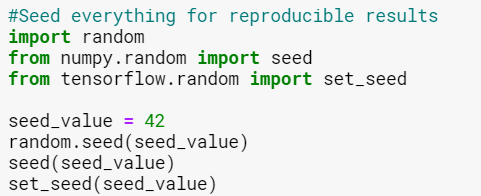 #Seed everything for reproducible results
import random
from numpy.random import seed
from tensorflow.random import set_seed

seed_value = 42
random.seed(seed_value)
seed(seed_value)
set_seed(seed_value)